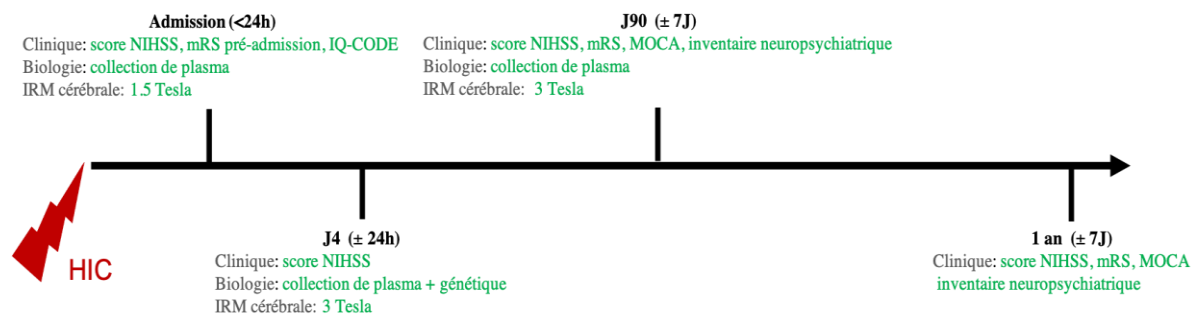 Admission (<24h)
Clinique: score NIHSS, mRS pré-admission, IQ-CODE
Biologie: collection de plasma
IRM cérébrale: 1.5 Tesla
J90 (± 7J)
Clinique: score NIHSS, mRS, MOCA, inventaire neuropsychiatrique
Biologie: collection de plasma
IRM cérébrale: 3 Tesla
HIC
J4 (± 24h)
Clinique: score NIHSS
Biologie: collection de plasma + génétique
IRM cérébrale: 3 Tesla
1 an (± 7J)
Clinique: score NIHSS, mRS, MOCA
inventaire neuropsychiatrique